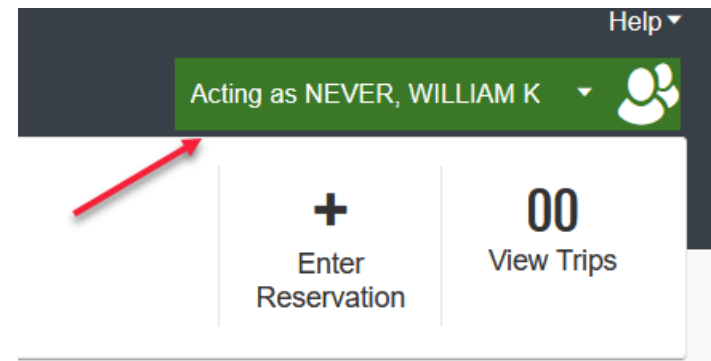 Help
Acting as NEVER, WILLIAM K
+
00
Enter
Reservation
View Trips